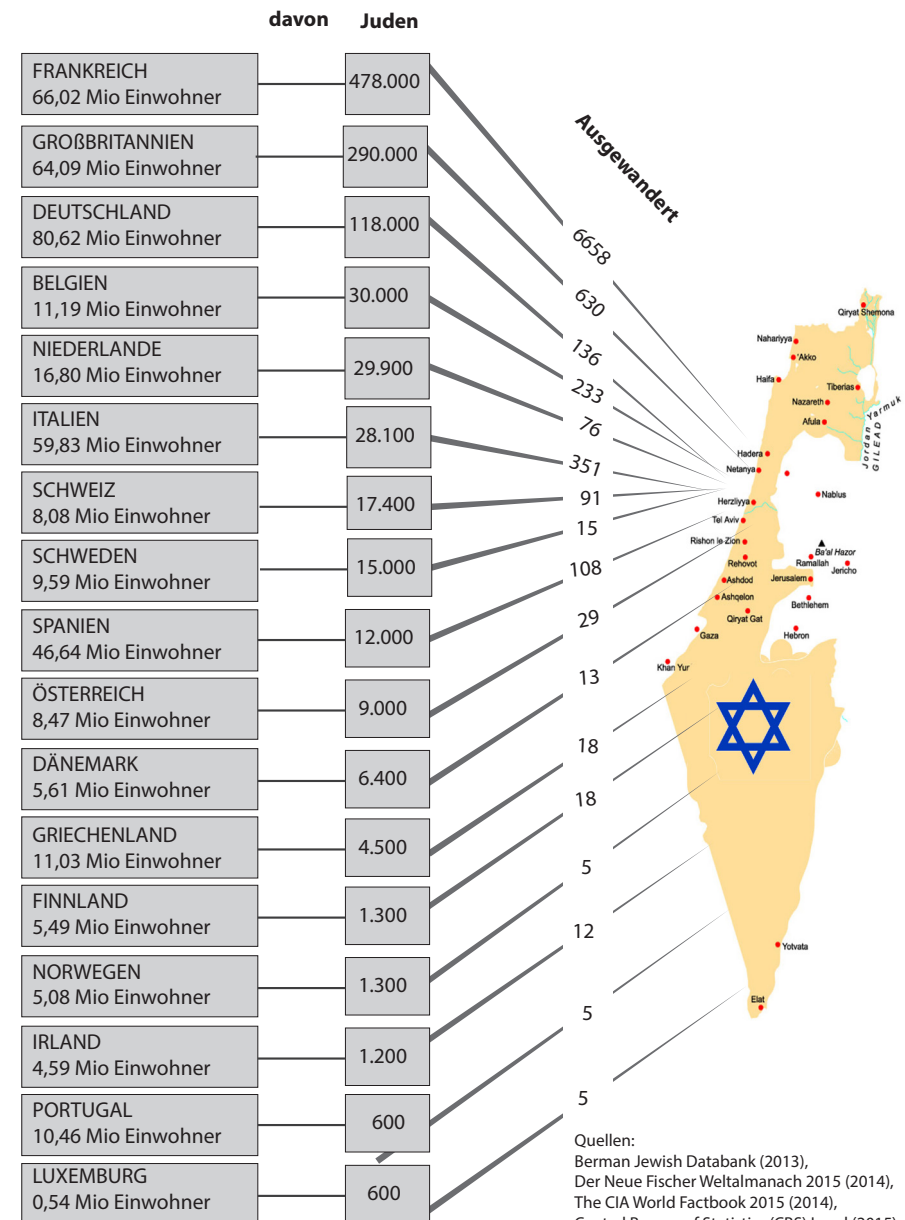 davon Juden
FRANKREICH
66,02 Mio Einwohner
478.000
GROßBRITANNIEN
64,09 Mio Einwohner
290.000
DEUTSCHLAND
80,62 Mio Einwohner
118.000
BELGIEN
11,19 Mio Einwohner
30.000
NIEDERLANDE
16,80 Mio Einwohner
29.900
ITALIEN
59,83 Mio Einwohner
28.100
SCHWEIZ
8,08 Mio Einwohner
17.400
SCHWEDEN
9,59 Mio Einwohner
15.000
SPANIEN
46,64 Mio Einwohner
12.000
ÖSTERREICH
8,47 Mio Einwohner
9.000
DÄNEMARK
5,61 Mio Einwohner
6.400
GRIECHENLAND
11,03 Mio Einwohner
4.500
FINNLAND
5,49 Mio Einwohner
1.300
NORWEGEN
5,08 Mio Einwohner
1.300
IRLAND
4,59 Mio Einwohner
1.200
PORTUGAL
10,46 Mio Einwohner
600
LUXEMBURG
0,54 Mio Einwohner
600
Ausgewandert
6658
630
136
233
76
351
91
15
108
29
13
18
18
5
12
5
5
Qiryat Shemona
Nahariyya
'Akko
Haifa
Tiberias
Nazareth
Yarmuk
Afula
Jordan
GILEAD
Hadera
Netanya
Nablus
Herzliyya
Tel Aviv
Rishon le Zion
Ba'al Hazor
Rehovot
Ramallah
Jericho
Ashdod
Jerusalem
Ashqelon
Bethlehem
Qiryat Gat
Gaza
Hebron
Khan Yur
Yotvata
Elat
Quellen:
Berman Jewish Databank (2013),
Der Neue Fischer Weltalmanach 2015 (2014),
The CIA World Factbook 2015 (2014),